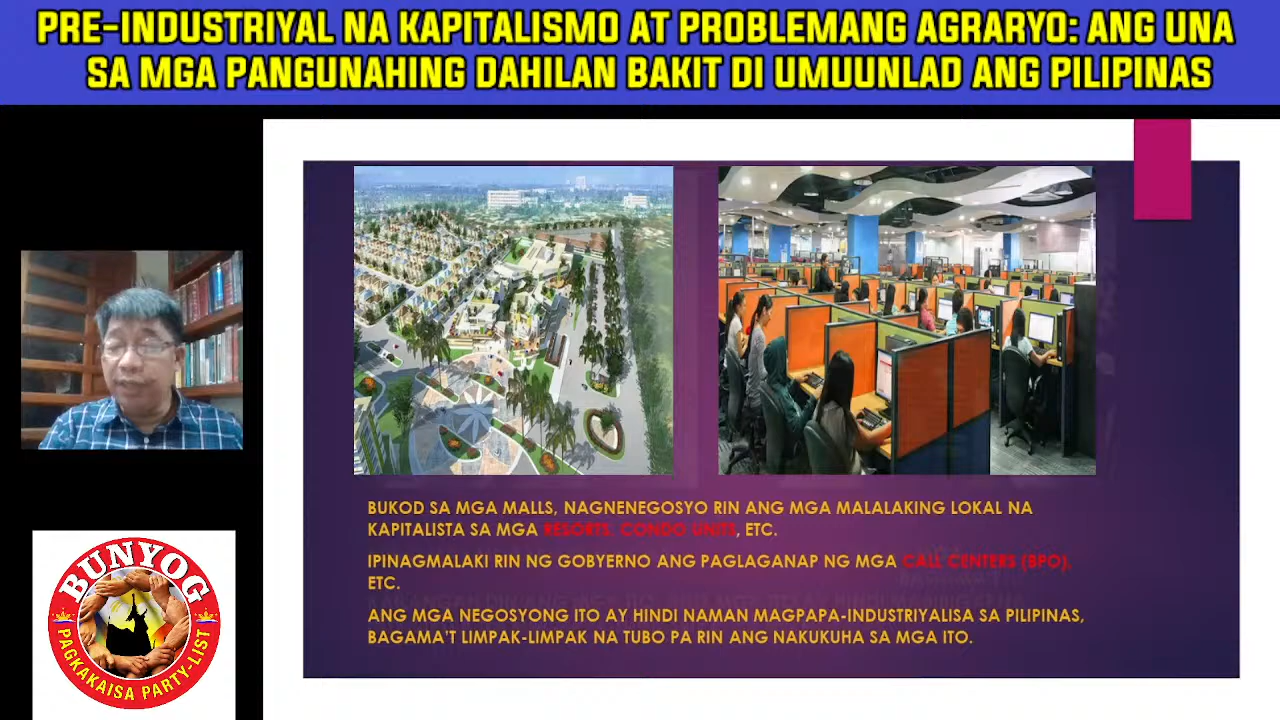 PRE-INDUSTRIYAL NA KAPITALISMO AT PROBLEMANG AGRARYO: ANG UNA
SA MGA PANGUNAHING DAHILAN BAKIT DI UMUUNLAD ANG PILIPINAS
BUKOD SA MGA MALLS, NAGNENEGOSYO RIN ANG MGA MALALAKING LOKAL NA
KAPITALISTA SA MGA RESORTS, CONDO UNITS, ETC.
IPINAGMALAKI RIN NG GOBYERNO ANG PAGLAGANAP NG MGA CALL CENTERS (BPO),
ETC.
ANG MGA NEGOSYONG ITO AY HINDI NAMAN MAGPAPA-INDUSTRIYALISA SA PILIPINAS,
BAGAMA'T LIMPAK-LIMPAK NA TUBO PA RIN ANG NAKUKUHA SA MGA ITO.
BUNYOG
PAGKAKAISA PARTY-LIST